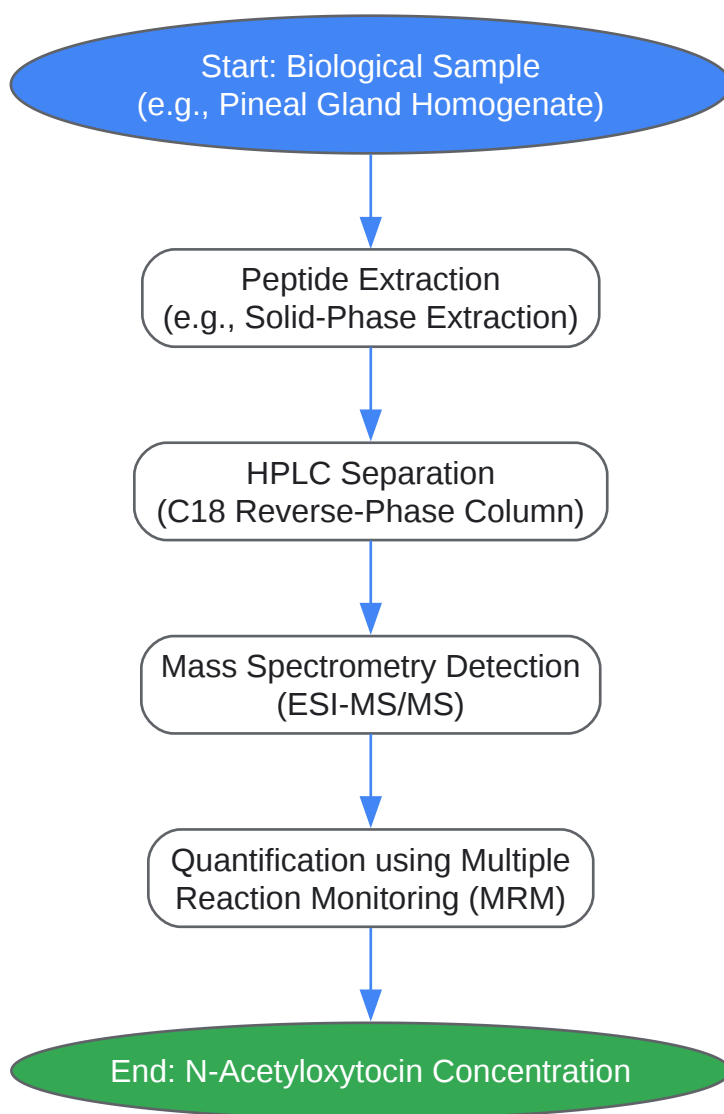 Start: Biological Sample
(e.g., Pineal Gland Homogenate)
Peptide Extraction
(e.g., Solid-Phase Extraction)
HPLC Separation
(C18 Reverse-Phase Column)
Mass Spectrometry Detection
(ESI-MS/MS)
Quantification using Multiple
Reaction Monitoring (MRM)
End: N-Acetyloxytocin Concentration